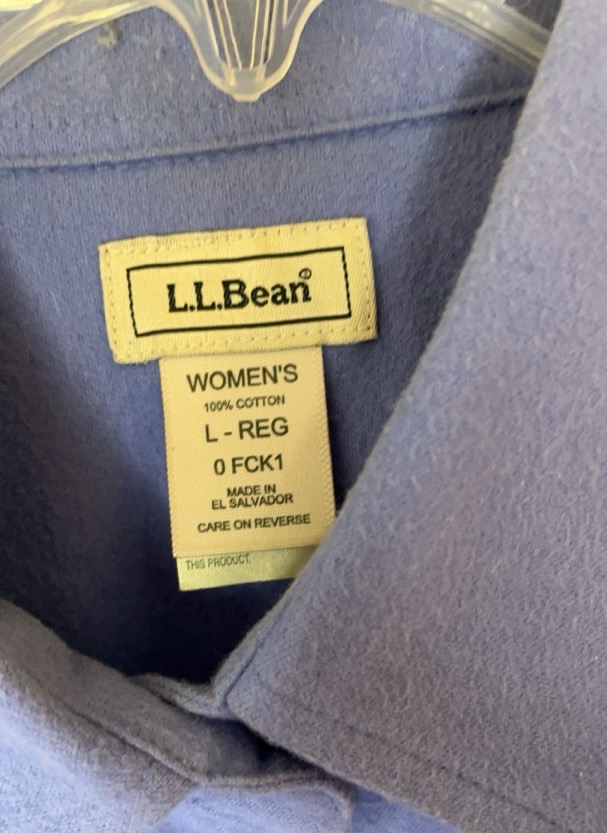 L.L.Bean®
WOMEN'S
100% COTTON
L - REG
0 FCK1
MADE IN
EL SALVADOR
CARE ON REVERSE
THIS PRODUCT